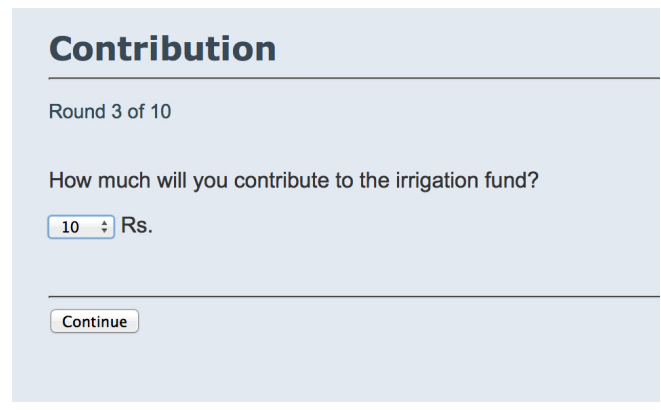 Contribution
Round 3 of 10
How much will you contribute to the irrigation fund?
10 Rs.
Continue